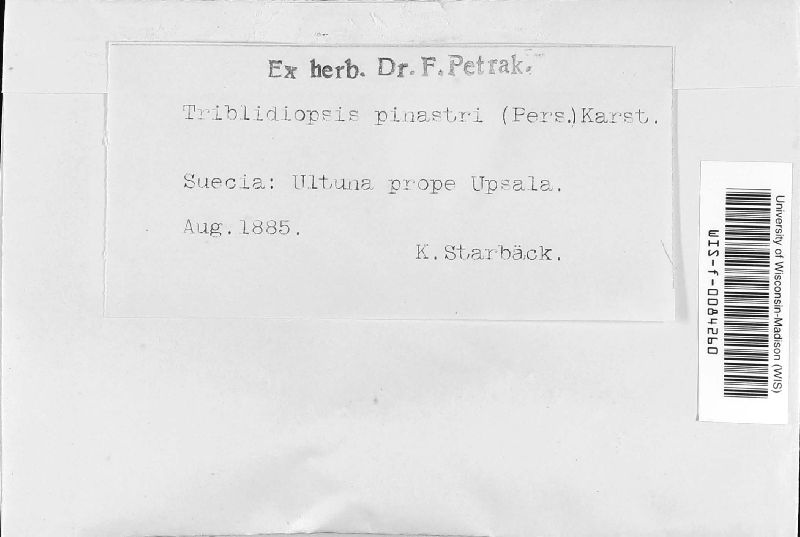 Ex herb. Dr. F. Petrak.
Triblidiopsis pinastri (Pers.) Karst.
Suecia: Ultuna prope Upsala.
Aug. 1885.
K. Starbäck.
University of Wisconsin-Madison (WIS)
WIS-f-0084260